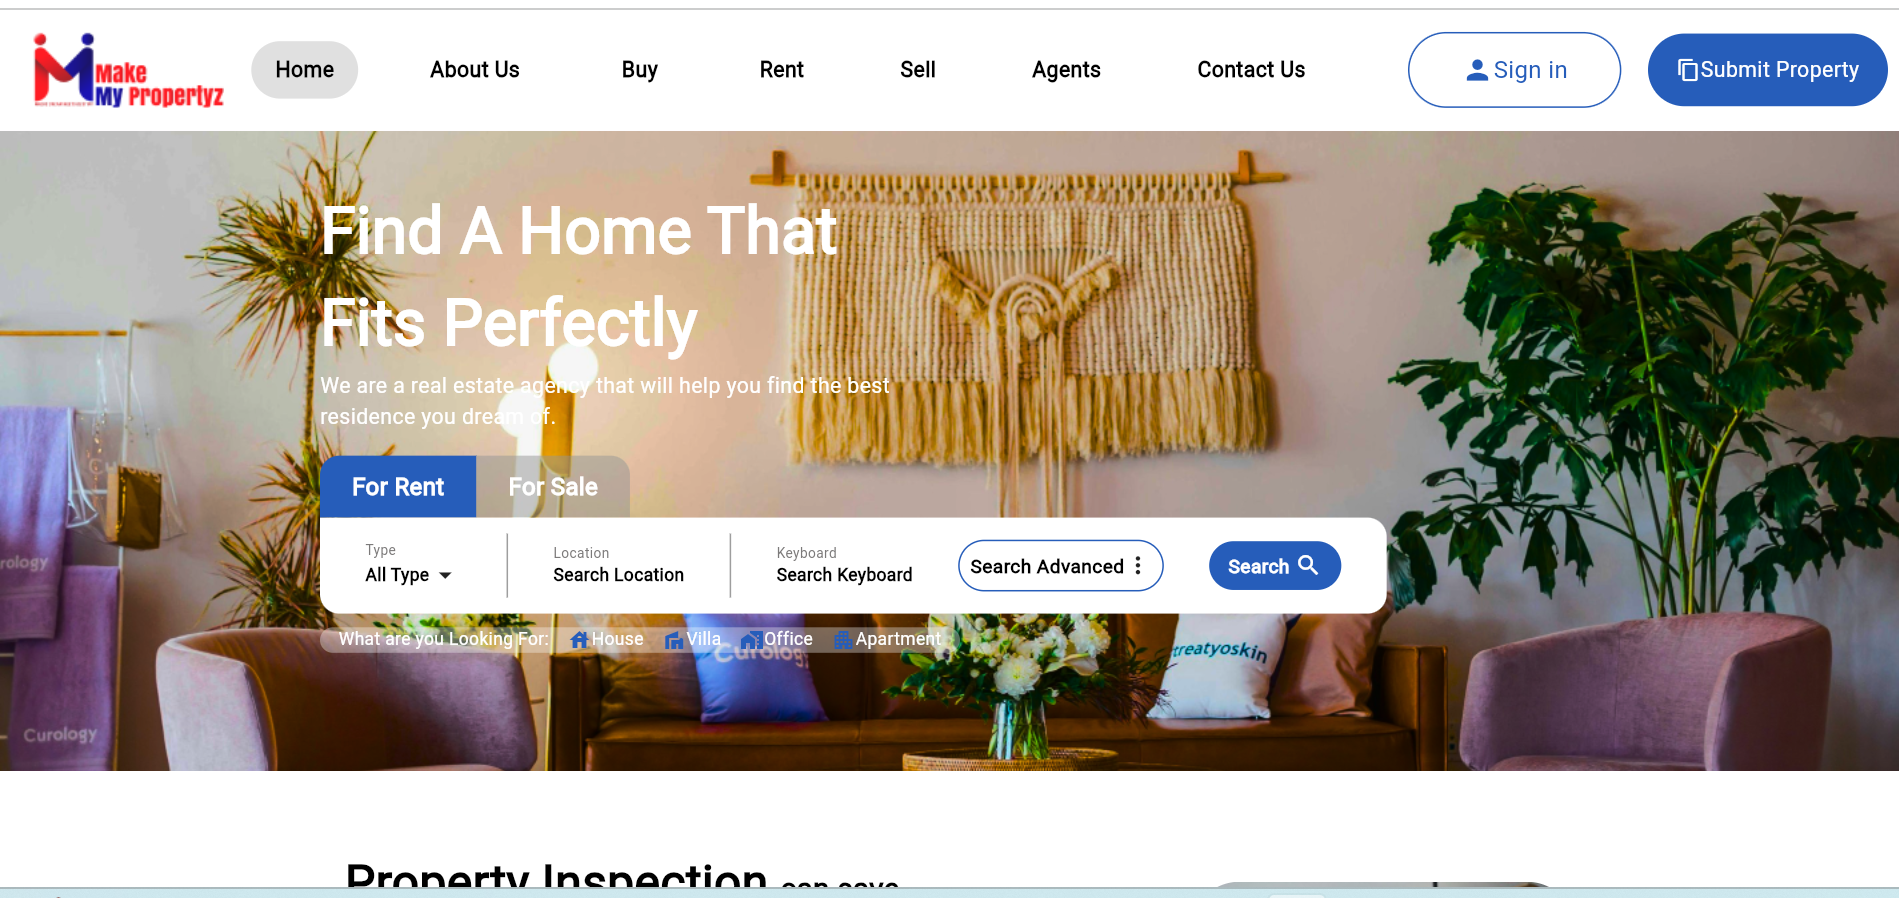 Make
My Propertyz
Home
About Us
Buy
Rent
Sell
Agents
Contact Us
Sign in
Submit Property
Find A Home That
Fits Perfectly
We are a real estate agency that will help you find the best
residence you dream of.
For Rent
For Sale
Type
All Type
Location
Search Location
Keyboard
Search Keyboard
Search Advanced
Search
What are you Looking For:
House
Villa
Office
Apartment
rology
Curology
treatyoskin
Curology
Property Inspection can save